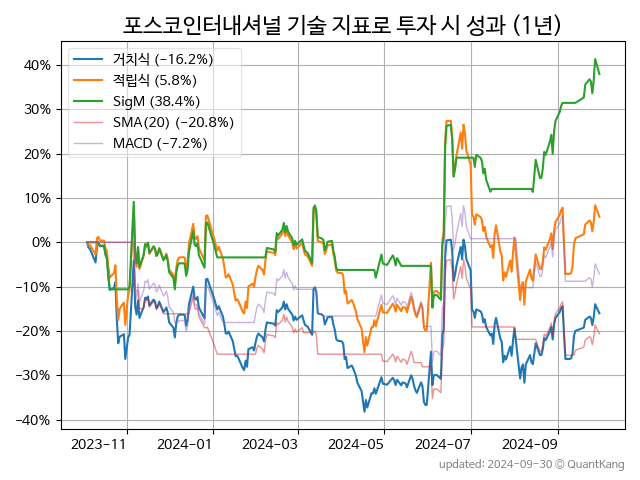 포스코인터내셔널 기술 지표로 투자 시 성과 (1년)
거치식 (−16.2%)
적립식 (5.8%)
SigM (38.4%)
SMA(20) (−20.8%)
MACD (−7.2%)
40%
30%
20%
10%
0%
−10%
−20%
−30%
−40%
2023-11 2024-01 2024-03 2024-05 2024-07 2024-09
updated: 2024-09-30 © QuantKang